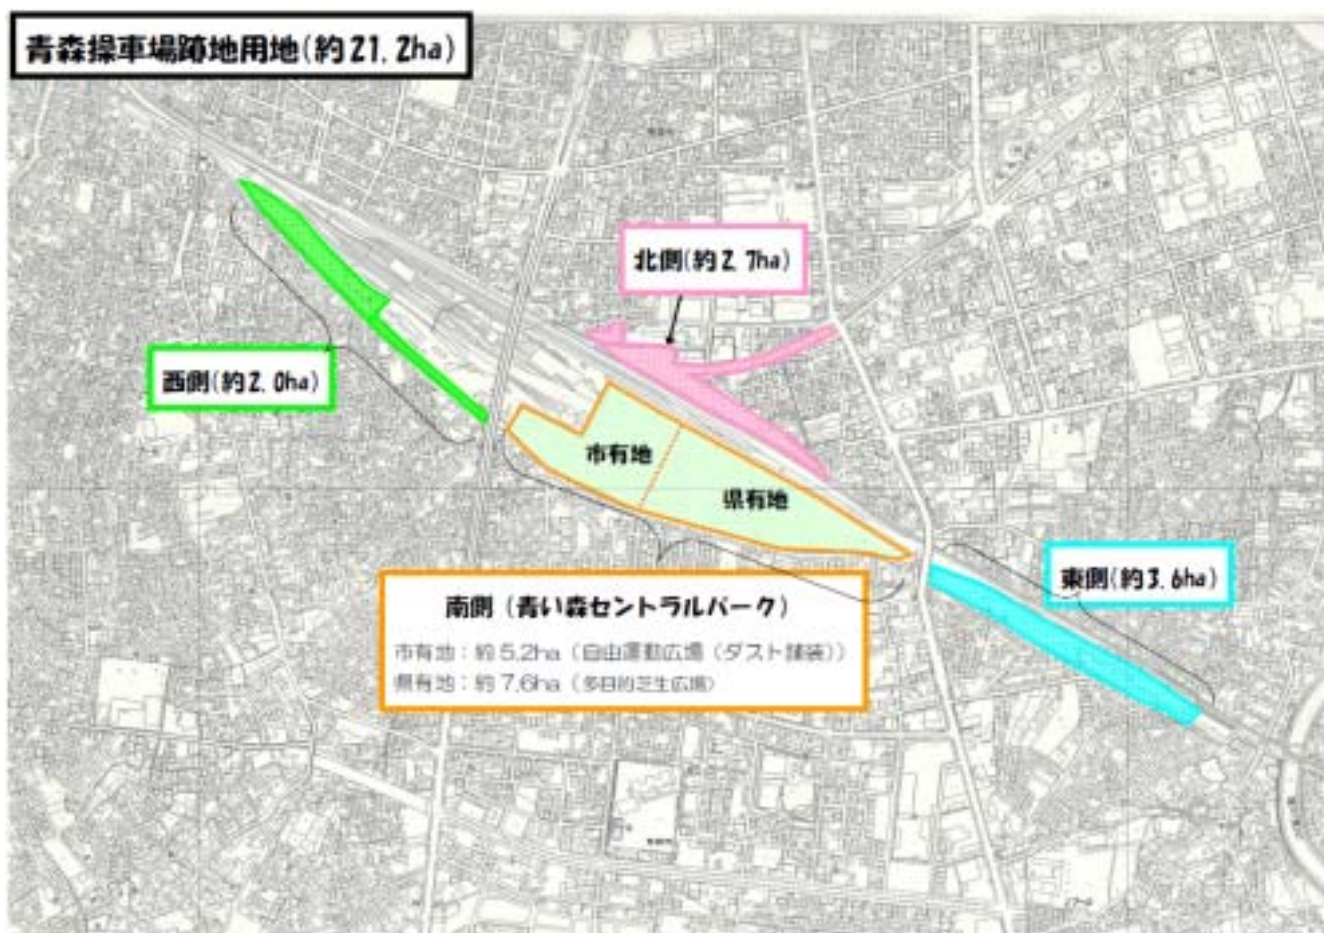 青森操車場跡地用地(約21.2ha)
北側(約2.7ha)
西側(約2.0ha)
市有地
県有地
東側(約3.6ha)
南側(青い森セントラルパーク)
市有地：約5.2ha(自由運動広場(ダスト舗装))
県有地：約7.6ha(多目的芝生広場)